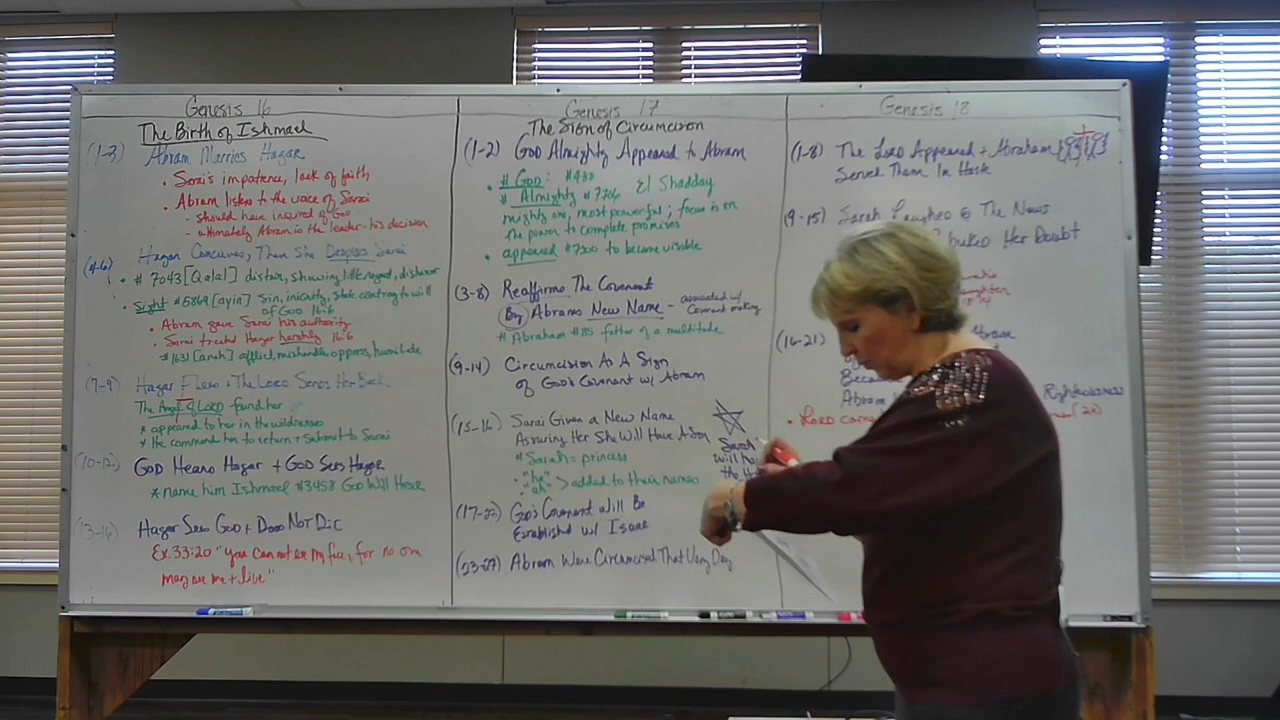 Genesis 16
The Birth of Ishmael
(1-3) Abram Marries Hagar
• Sarai's impatence, lack of faith
• Abram listen to the voice of Sarai
- should have inquired of God
- ultimately Abram is the leader - his decision
(4-6) Hagar Conceives, Then She Despises Sarai
• # 7043 [Qalal] distain, showing little regard, dishonor
• Sight #5869 [ayin] Sin, iniquity, state contrary to will
of God 16:6
• Abram gave Sarai his authority
• Sarai treated Hagar harshly 16:6
* #1631 [anah] afflict, mishandle, oppress, humiliate
(7-9) Hagar Flees + The LORD Sends Her Back
The Angel of LORD found her
* appeared to her in the wilderness
* He command her to return + submit to Sarai
(10-12) GOD Hears Hagar + GOD Sees Hagar
* name him Ishmael #3458 God Will Hear
(13-16) Hagar Sees GOD + Does NOT Die
Ex. 33:20 "you can not see my face, for no one
may see me + live"
Genesis 17
The Sign of Circumcision
(1-2) GOD Almighty Appeared to Abram
• # God: #430
# Almighty #7706 El Shadday
mighty one, most powerful; focus is on
the power to complete promises
• appeared #7200 to become visible
(3-8) Reaffirms The Covenant
By Abrams New Name - associated w/
Covenant making
# Abraham #85 father of a multitude
(9-14) Circumcision As A Sign
of God's Covenant w/ Abram
(15-16) Sarai Given a New Name
Assuring Her She Will Have A Son
# Sarah = princess
• "he"
• "ah" > added to their names
Sarah
will
the
(17-22) God's Covenant will Be
Established w/ Isaac
(23-27) Abram Were Circumcised That Very Day
Genesis 18
(1-8) The LORD Appeared + Abraham
Served Them In Haste
(9-15) Sarah Laughed @ The News
Her Doubt
(16-21)
Abram
Righteousness
• LORD